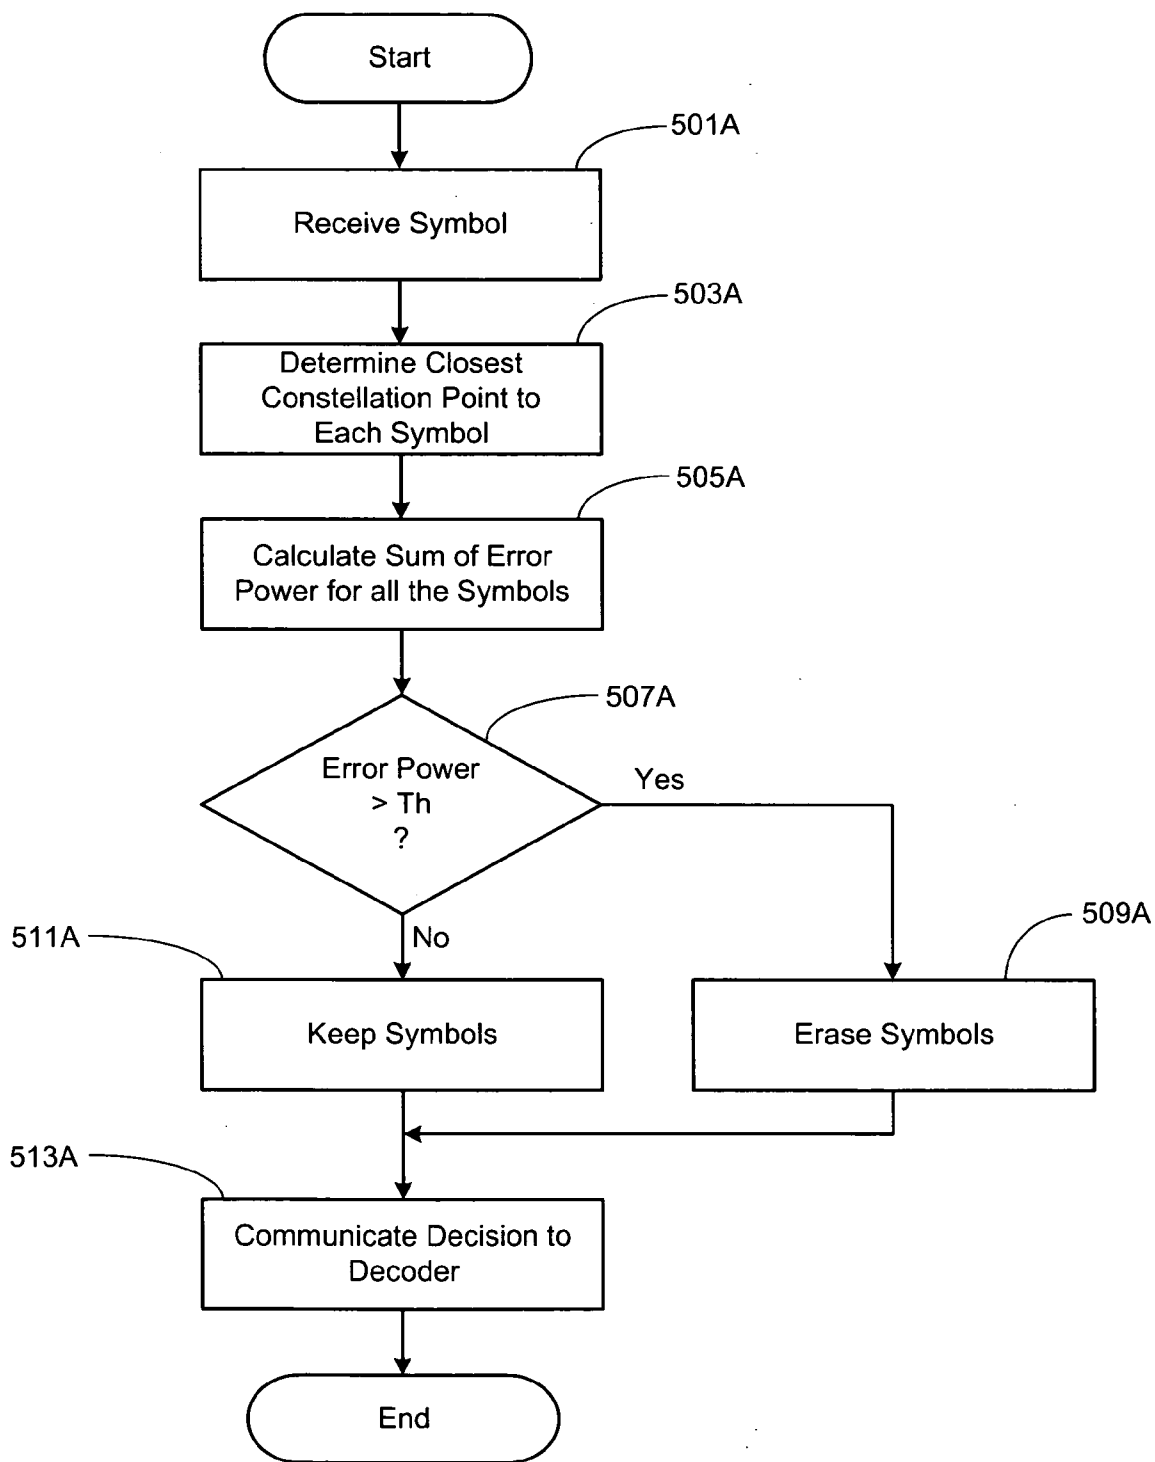 Start
501A
Receive Symbol
503A
Determine Closest
Constellation Point to
Each Symbol
505A
Calculate Sum of Error
Power for all the Symbols
507A
Error Power
> Th
?
Yes
No
511A
509A
Keep Symbols
Erase Symbols
513A
Communicate Decision to
Decoder
End